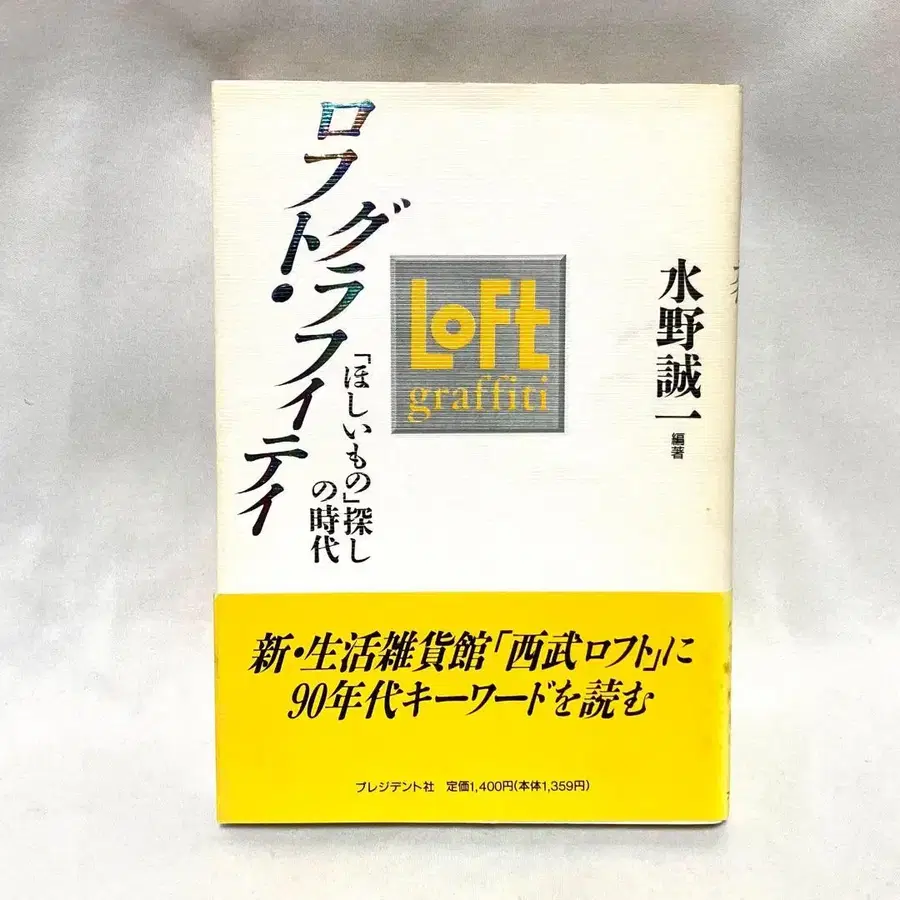 ロフト・
グラフィティ
「ほしいもの」探し
の時代
Loft
graffiti
水野誠一
編著
新・生活雑貨館「西武ロフト」に
90年代キーワードを読む
プレジデント社 定価1,400円(本体1,359円)